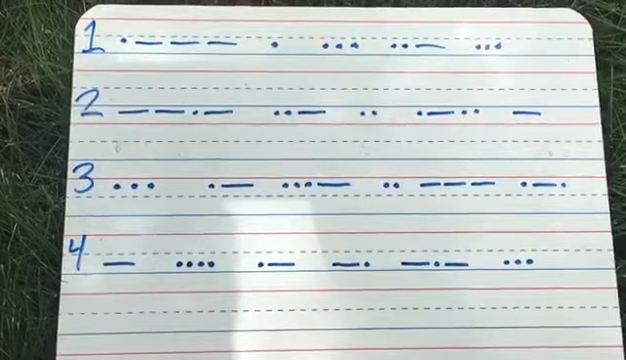 1 .--- . ... ..- ...
2 --.- ..- .. .-.. -
3 ... .- ...- .. --- .-.
4 - .... .- -. -.- ...